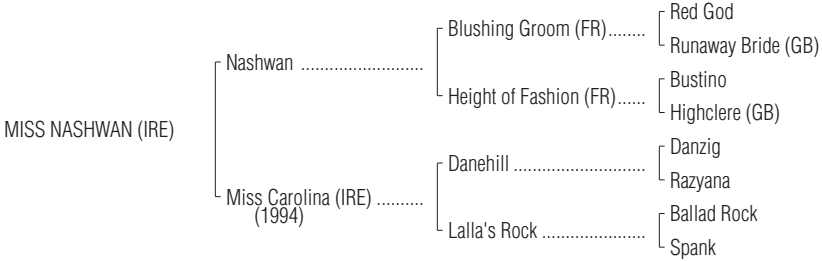 Red God
Blushing Groom (FR)........
Runaway Bride (GB)
Nashwan ..........................
Bustino
Height of Fashion (FR)......
Highclere (GB)
MISS NASHWAN (IRE)
Danzig
Danehill ............................
Razyana
Miss Carolina (IRE) ..........
(1994)
Ballad Rock
Lalla's Rock ......................
Spank